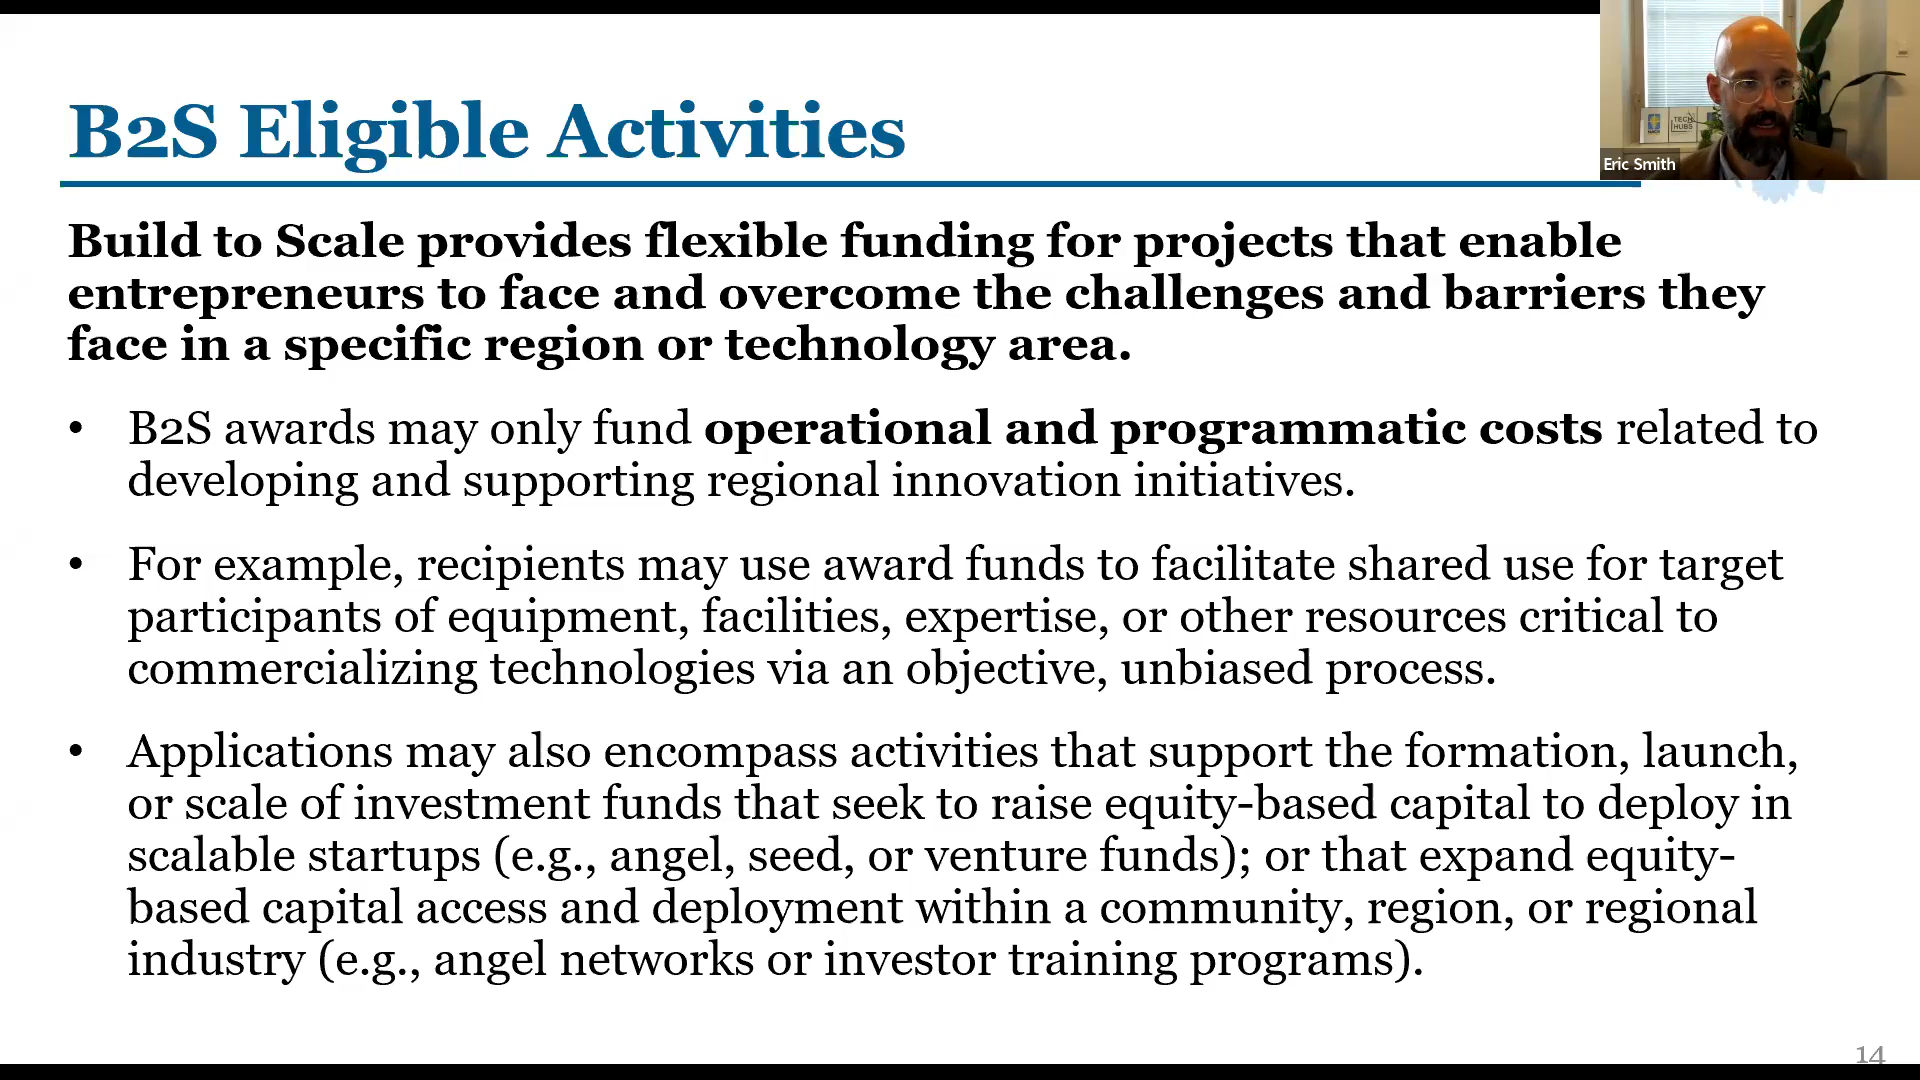 B2S Eligible Activities
TECH
HUBS
Eric Smith
Build to Scale provides flexible funding for projects that enable
entrepreneurs to face and overcome the challenges and barriers they
face in a specific region or technology area.
• B2S awards may only fund operational and programmatic costs related to
developing and supporting regional innovation initiatives.
• For example, recipients may use award funds to facilitate shared use for target
participants of equipment, facilities, expertise, or other resources critical to
commercializing technologies via an objective, unbiased process.
• Applications may also encompass activities that support the formation, launch,
or scale of investment funds that seek to raise equity-based capital to deploy in
scalable startups (e.g., angel, seed, or venture funds); or that expand equity-
based capital access and deployment within a community, region, or regional
industry (e.g., angel networks or investor training programs).
14